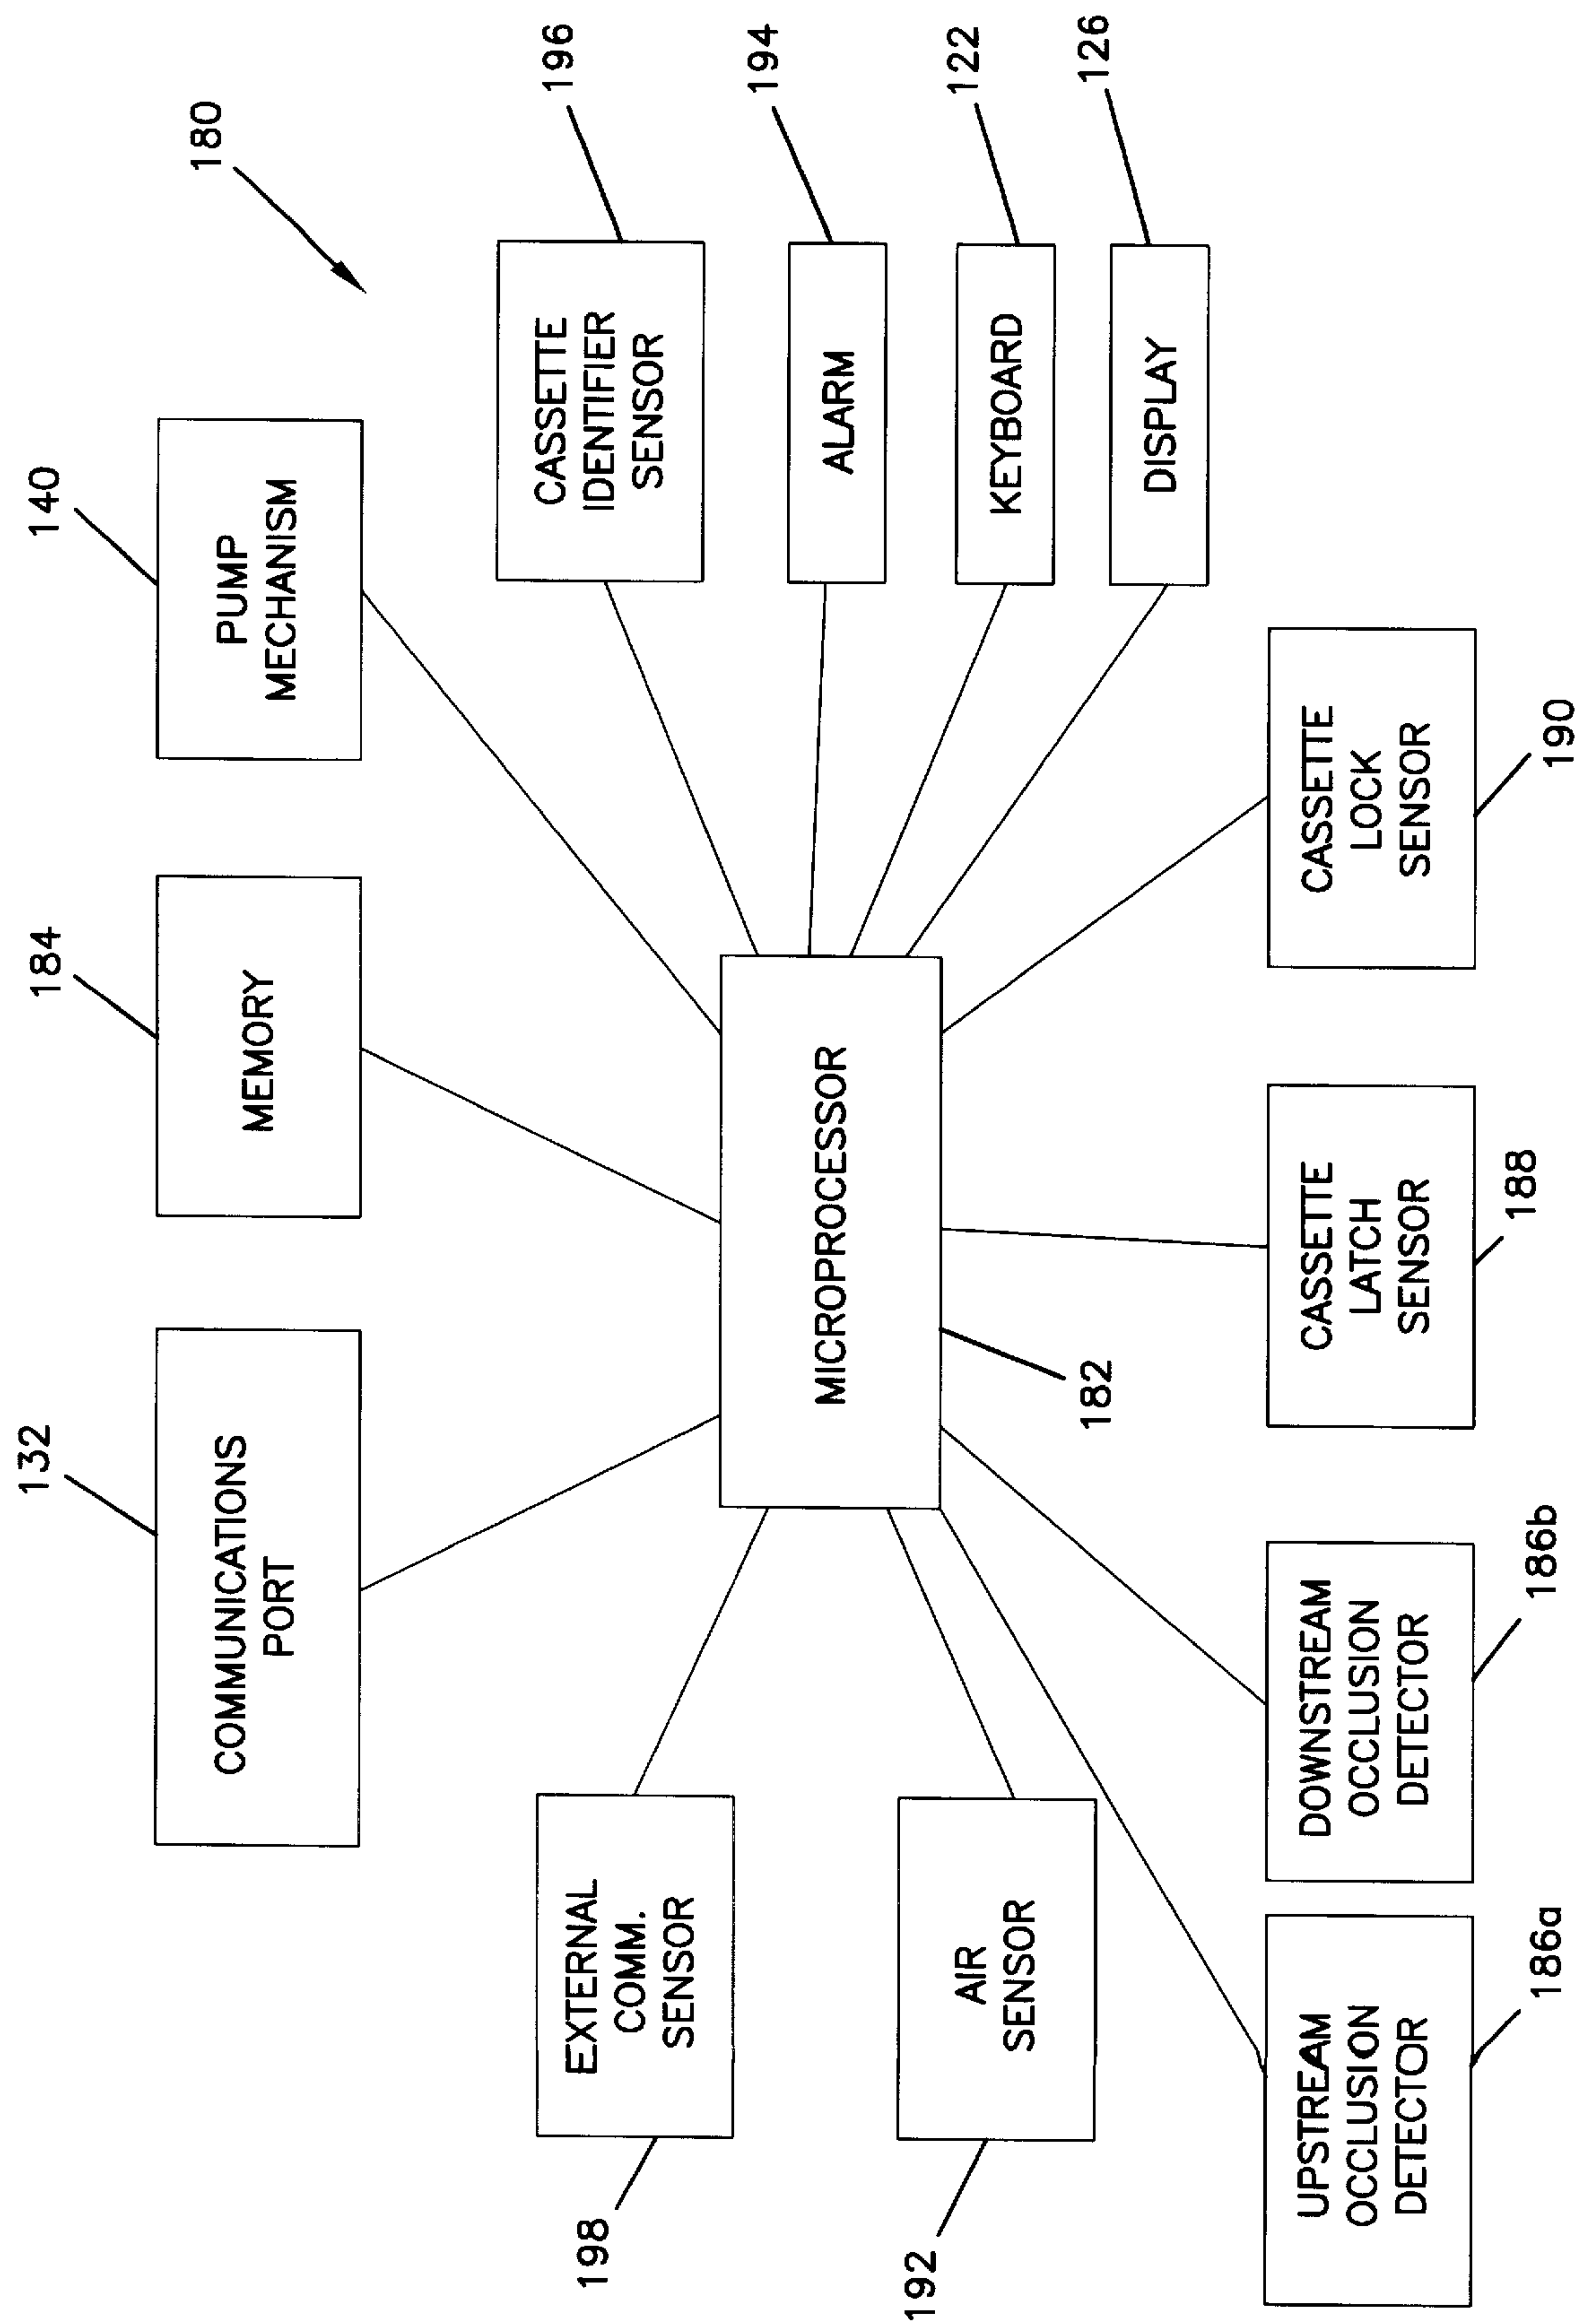 132
184
140
180
COMMUNICATIONS
PORT
MEMORY
PUMP
MECHANISM
196
CASSETTE
IDENTIFIER
SENSOR
198
EXTERNAL
COMM.
SENSOR
194
ALARM
MICROPROCESSOR
182
122
KEYBOARD
192
AIR
SENSOR
126
DISPLAY
UPSTREAM
OCCLUSION
DETECTOR
186a
DOWNSTREAM
OCCLUSION
DETECTOR
186b
CASSETTE
LATCH
SENSOR
188
CASSETTE
LOCK
SENSOR
190